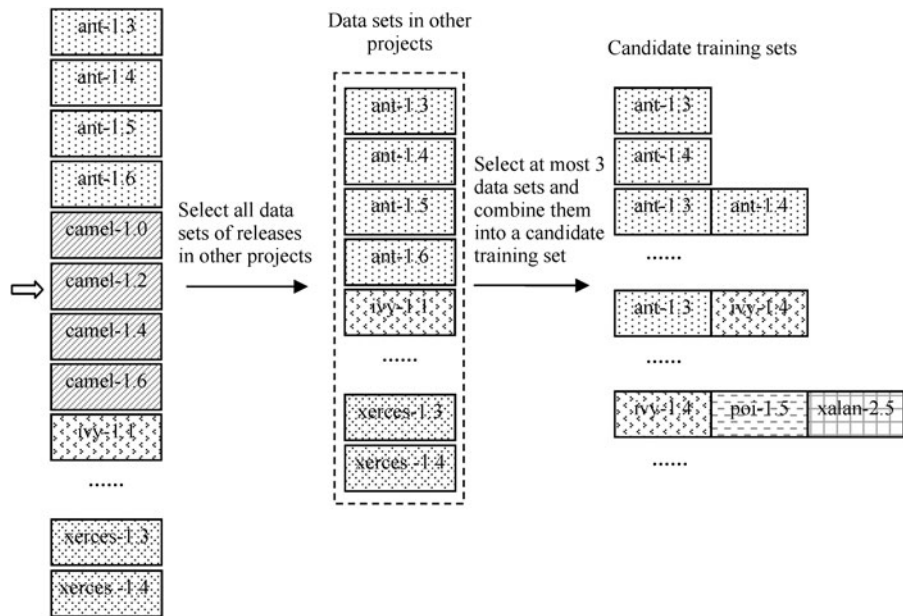 ant-1.3
ant-1.4
ant-1.5
ant-1.6
camel-1.0
camel-1.2
camel-1.4
camel-1.6
ivy-1.1
......
xerces-1.3
xerces -1.4
Select all data
sets of releases
in other projects
Data sets in other
projects
ant-1.3
ant-1.4
ant-1.5
ant-1.6
ivy-1.1
......
xerces-1.3
xerces -1.4
Select at most 3
data sets and
combine them
into a candidate
training set
Candidate training sets
ant-1.3
ant-1.4
ant-1.3 ant-1.4
......
ant-1.3 ivy-1.4
......
ivy-1.4 poi-1.5 xalan-2.5
......